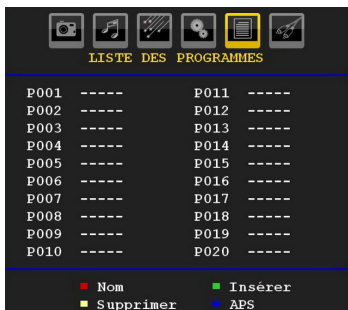 LISTE DES PROGRAMMES
P001 ----- P011 -----
P002 ----- P012 -----
P003 ----- P013 -----
P004 ----- P014 -----
P005 ----- P015 -----
P006 ----- P016 -----
P007 ----- P017 -----
P008 ----- P018 -----
P009 ----- P019 -----
P010 ----- P020 -----
Nom Insérer
Supprimer APS